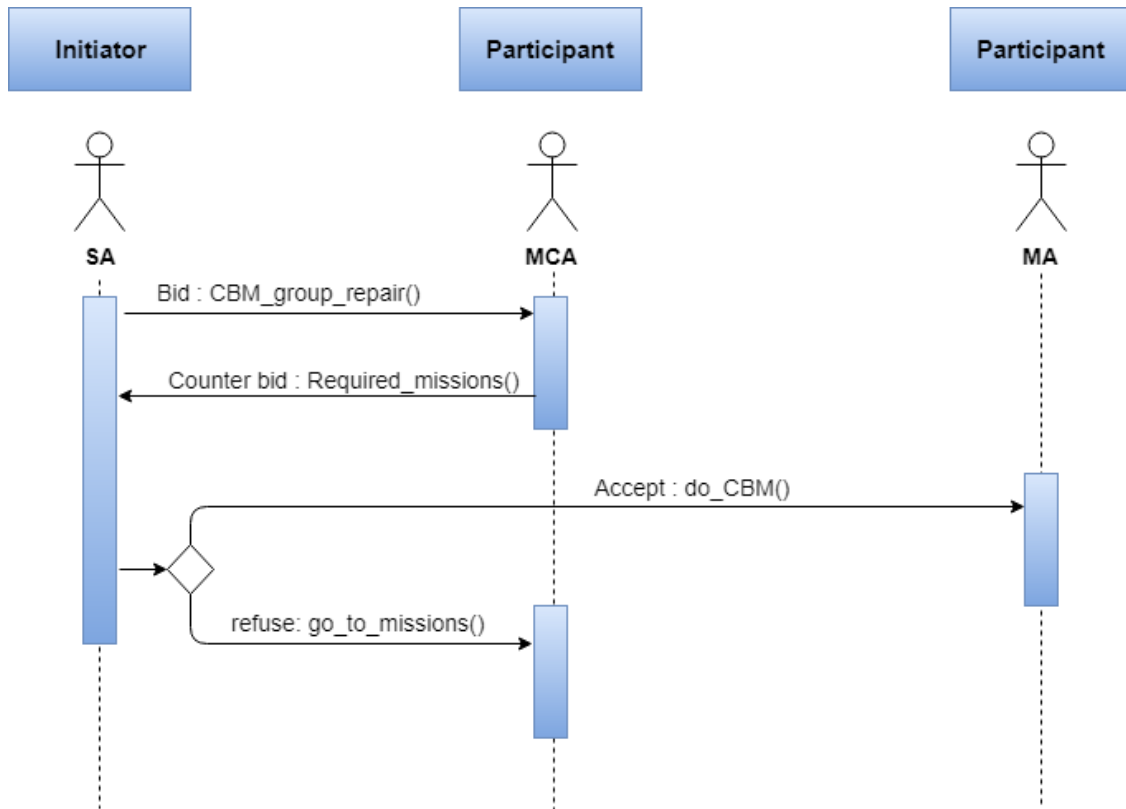 Initiator
Participant
Participant
SA
MCA
MA
Bid : CBM_group_repair()
Counter bid : Required_missions()
Accept : do_CBM()
refuse: go_to_missions()